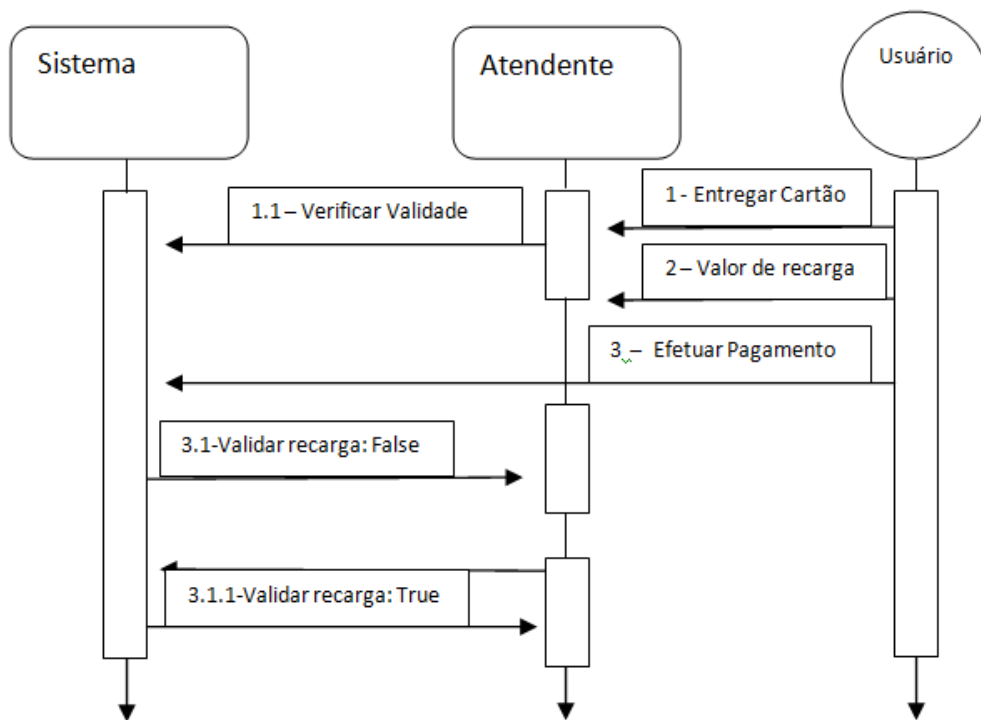 Sistema
Atendente
Usuário
1 - Entregar Cartão
1.1 – Verificar Validade
2 – Valor de recarga
3 – Efetuar Pagamento
3.1-Validar recarga: False
3.1.1-Validar recarga: True